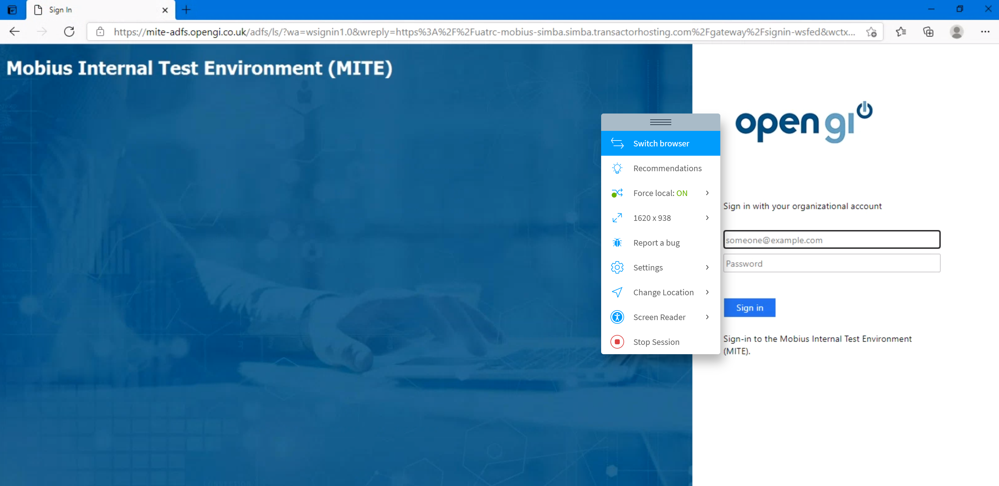 Sign In
https://mite-adfs.opengi.co.uk/adfs/ls/?wa=wsignin1.0&wreply=https%3A%2F%2Fuatrc-mobius-simba.simba.transactorhosting.com%2Fgateway%2Fsignin-wsfed&wctx...
Mobius Internal Test Environment (MITE)
open gi
Switch browser
Recommendations
Force local: ON
1620 x 938
Report a bug
Settings
Change Location
Screen Reader
Stop Session
Sign in with your organizational account
someone@example.com
Password
Sign in
Sign-in to the Mobius Internal Test Environment
(MITE).